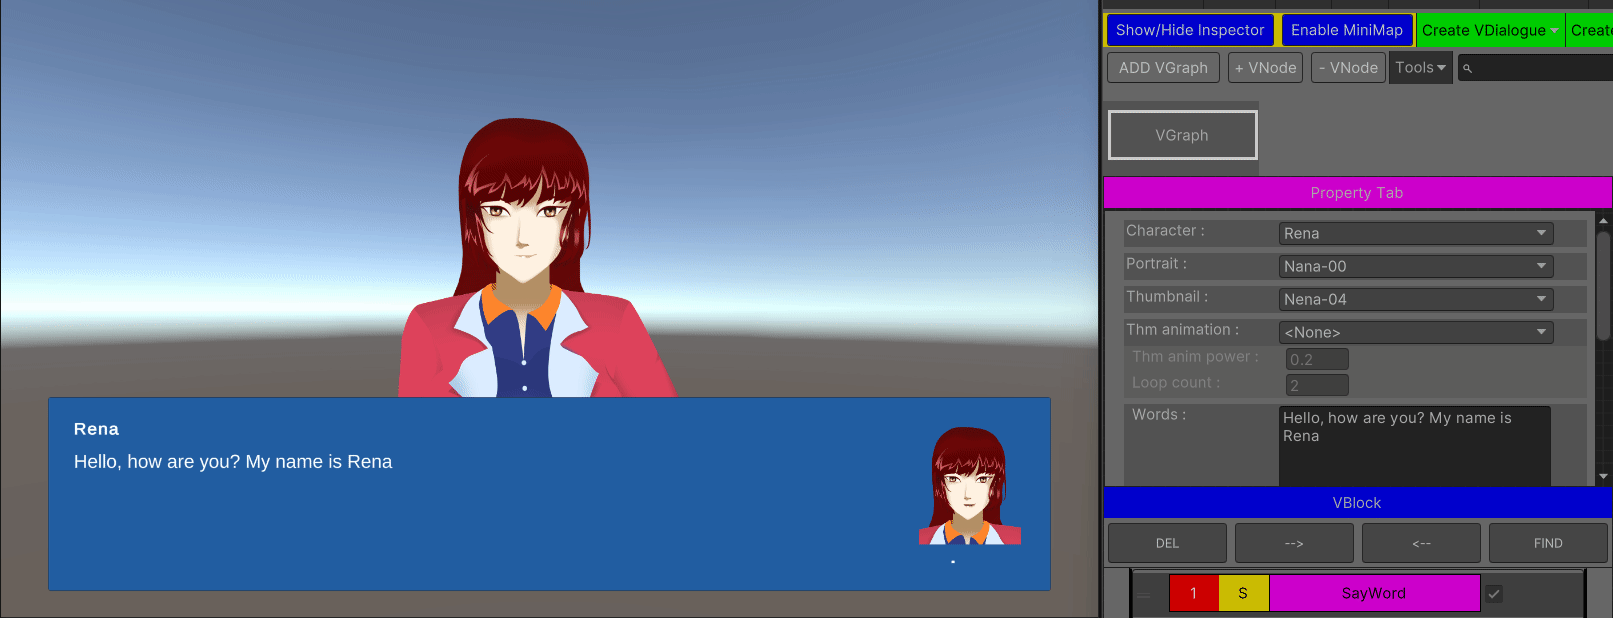 Rena
Hello, how are you? My name is Rena
Show/Hide Inspector
Enable MiniMap
Create VDialogue
ADD VGraph
+ VNode
- VNode
Tools
VGraph
Property Tab
Character :
Rena
Portrait :
Nana-00
Thumbnail :
Nena-04
Thm animation :
<None>
Thm anim power :
0.2
Loop count :
2
Words :
Hello, how are you? My name is
Rena
VBlock
DEL
-->
<--
FIND
1
S
SayWord